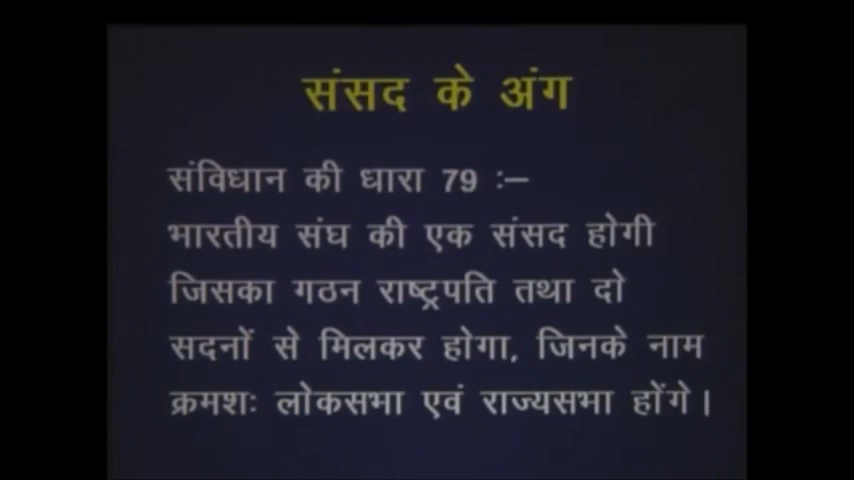 संसद के अंग
संविधान की धारा 79 :–
भारतीय संघ की एक संसद होगी
जिसका गठन राष्ट्रपति तथा दो
सदनों से मिलकर होगा, जिनके नाम
क्रमशः लोकसभा एवं राज्यसभा होंगे।